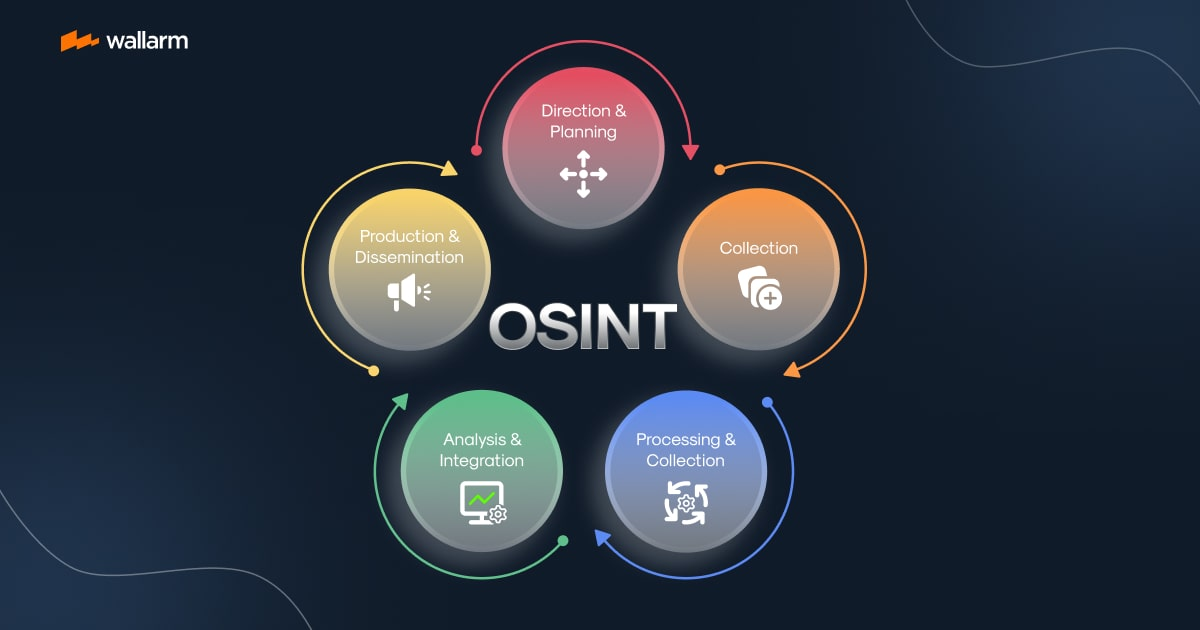 wallarm
Direction &
Planning
Collection
Processing &
Collection
Analysis &
Integration
Production &
Dissemination
OSINT